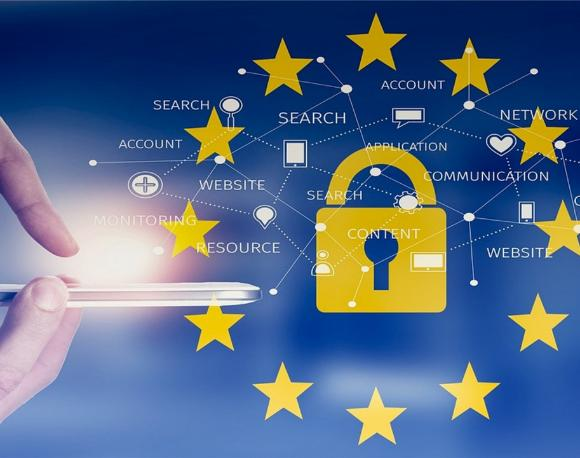 ACCOUNT
SEARCH
SEARCH
NETWORK
ACCOUNT
APPLICATION
WEBSITE
COMMUNICATION
SEARCH
MONITORING
CONTENT
RESOURCE
WEBSITE